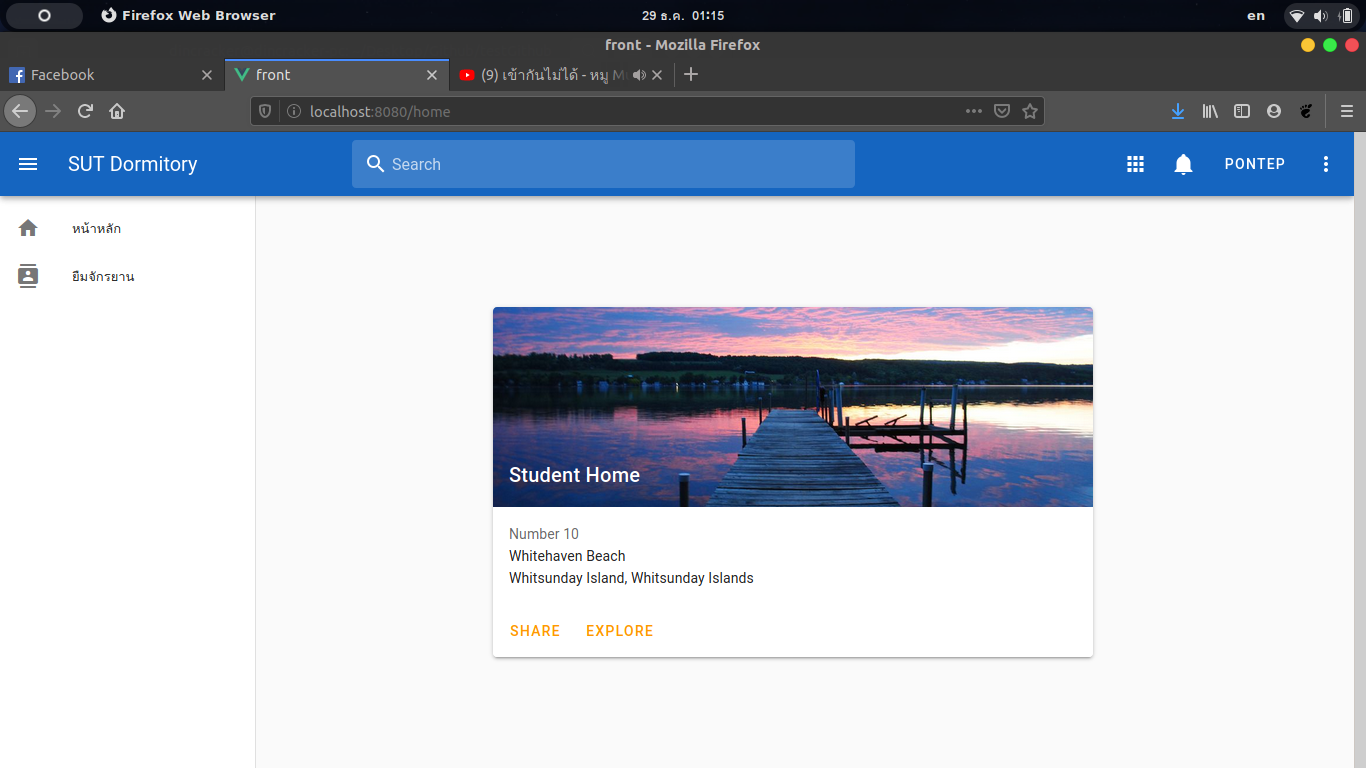 Firefox Web Browser
29 ธ.ค. 01:15
en
front - Mozilla Firefox
Facebook
front
(9) เข้ากันไม่ได้ - หมู
localhost:8080/home
SUT Dormitory
Search
PONTEP
หน้าหลัก
ยืมจักรยาน
Student Home
Number 10
Whitehaven Beach
Whitsunday Island, Whitsunday Islands
SHARE EXPLORE